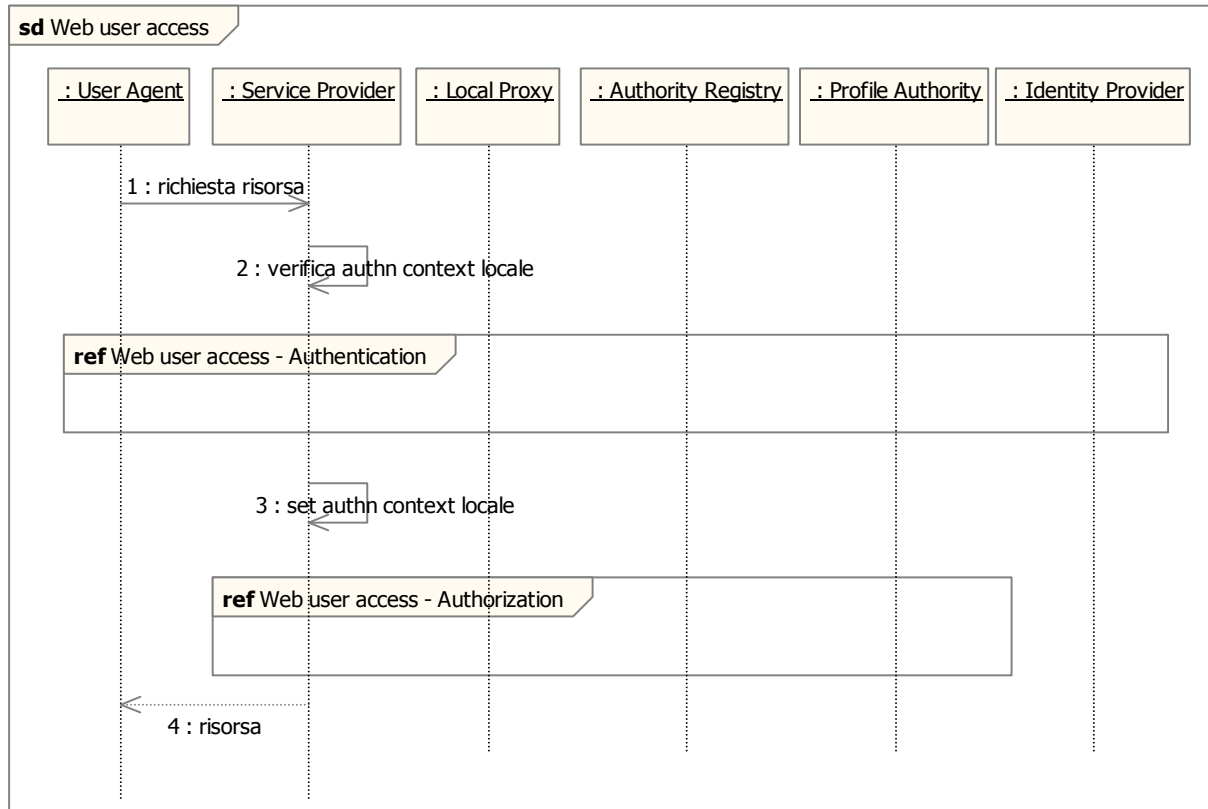 sd Web user access
: User Agent
: Service Provider
: Local Proxy
: Authority Registry
: Profile Authority
: Identity Provider
1 : richiesta risorsa
2 : verifica authn context locale
ref Web user access - Authentication
3 : set authn context locale
ref Web user access - Authorization
4 : risorsa